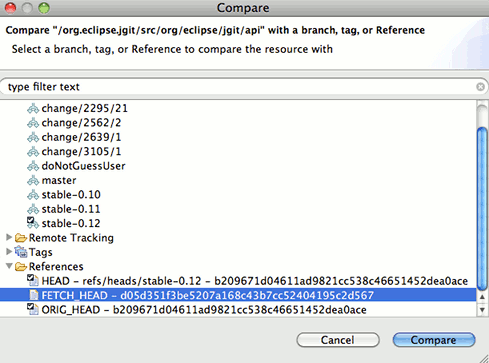 Compare
Compare "/org.eclipse.jgit/src/org/eclipse/jgit/api" with a branch, tag, or Reference
Select a branch, tag, or Reference to compare the resource with
type filter text
change/2295/21
change/2562/2
change/2639/1
change/3105/1
doNotGuessUser
master
stable-0.10
stable-0.11
stable-0.12
Remote Tracking
Tags
References
HEAD - refs/heads/stable-0.12 - b209671d04611ad9821cc538c46651452dea0ace
FETCH_HEAD - d05d351f3be5207a168c43b7cc52404195c2d567
ORIG_HEAD - b209671d04611ad9821cc538c46651452dea0ace
Cancel Compare